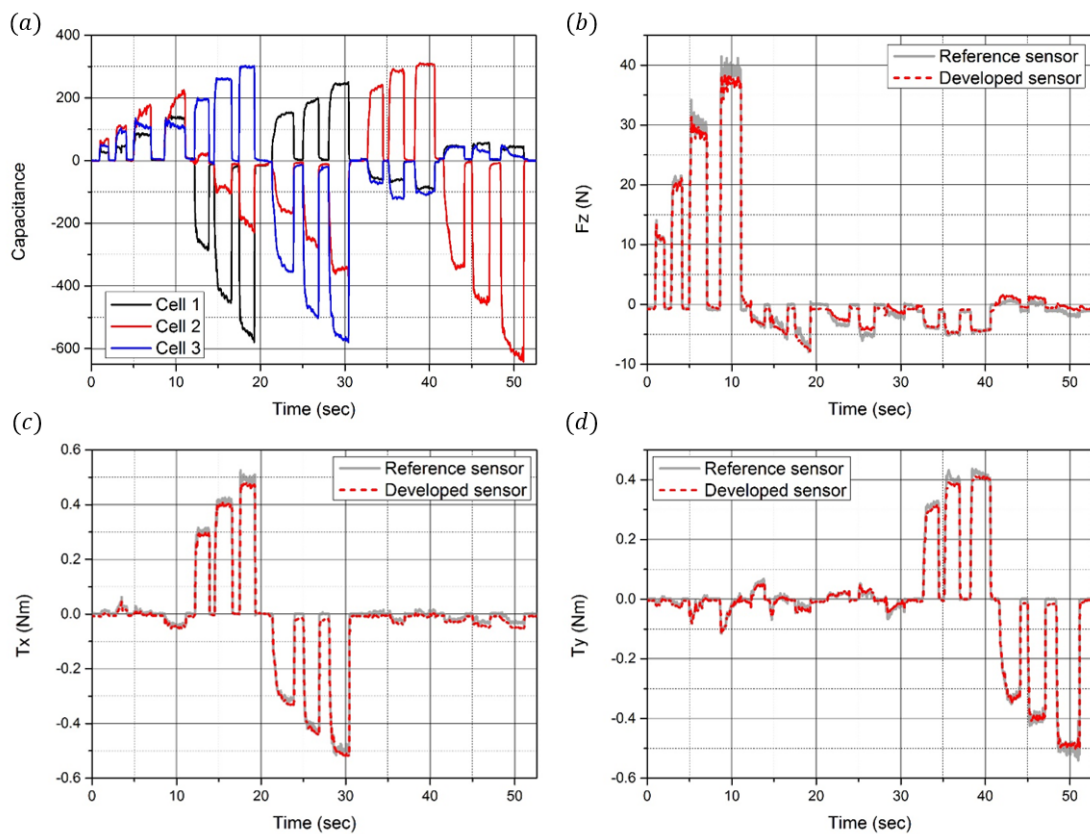 (a)
400
200
0
-200
-400
-600
Capacitance
Cell 1
Cell 2
Cell 3
0 10 20 30 40 50
Time (sec)
(b)
Reference sensor
Developed sensor
40
30
20
10
0
-10
Fz (N)
0 10 20 30 40 50
Time (sec)
(c)
Reference sensor
Developed sensor
0.6
0.4
0.2
0.0
-0.2
-0.4
-0.6
Tx (Nm)
0 10 20 30 40 50
Time (sec)
(d)
Reference sensor
Developed sensor
0.4
0.2
0.0
-0.2
-0.4
-0.6
Ty (Nm)
0 10 20 30 40 50
Time (sec)